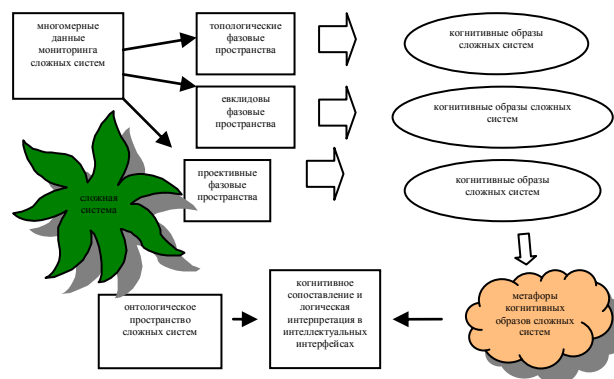 многомерные
данные
мониторинга
сложных систем
топологические
фазовые
пространства
когнитивные образы
сложных систем
евклидовы
фазовые
пространства
когнитивные образы сложных
систем
проективные
фазовые
пространства
когнитивные образы
сложных систем
сложная
система
онтологическое
пространство
сложных систем
когнитивное
сопоставление и
логическая
интерпретация в
интеллектуальных
интерфейсах
метафоры
когнитивных
образов сложных
систем